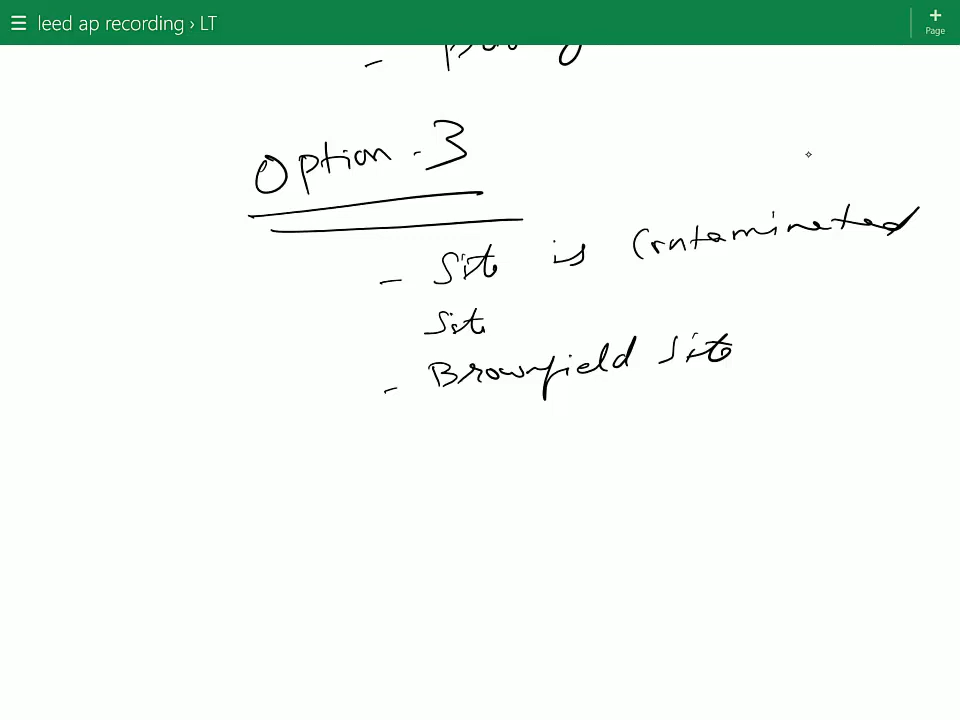 leed ap recording › LT
+
Page
Option - 3
- Site is Contaminated
Site
- Brownfield Site